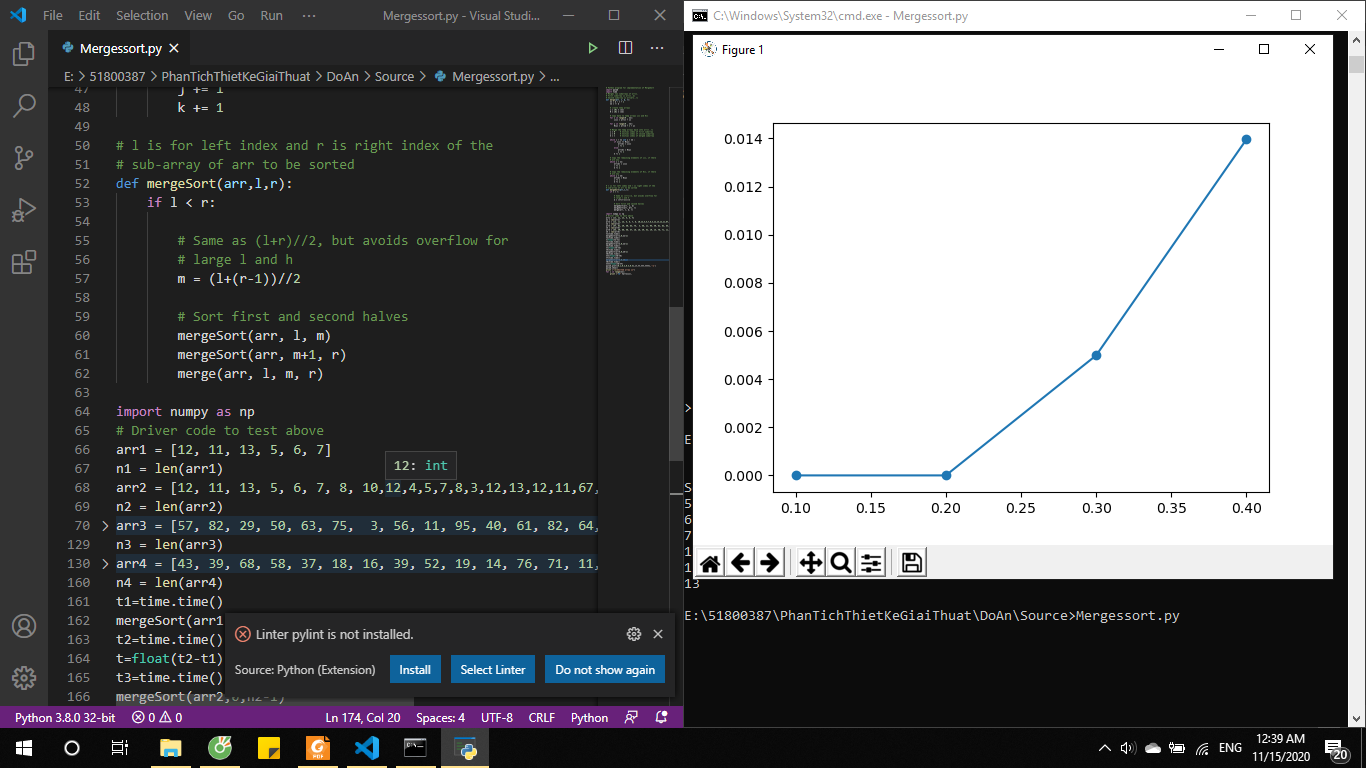 File Edit Selection View Go Run ··· Mergessort.py - Visual Studi...
Mergessort.py
E: > 51800387 > PhanTichThietKeGiaiThuat > DoAn > Source > Mergessort.py > ...
47 j += 1
48 k += 1
49
50 # l is for left index and r is right index of the
51 # sub-array of arr to be sorted
52 def mergeSort(arr,l,r):
53 if l < r:
54
55 # Same as (l+r)//2, but avoids overflow for
56 # large l and h
57 m = (l+(r-1))//2
58
59 # Sort first and second halves
60 mergeSort(arr, l, m)
61 mergeSort(arr, m+1, r)
62 merge(arr, l, m, r)
63
64 import numpy as np
65 # Driver code to test above
66 arr1 = [12, 11, 13, 5, 6, 7]
12: int
67 n1 = len(arr1)
68 arr2 = [12, 11, 13, 5, 6, 7, 8, 10,12,4,5,7,8,3,12,13,12,11,67,
69 n2 = len(arr2)
70 > arr3 = [57, 82, 29, 50, 63, 75,  3, 56, 11, 95, 40, 61, 82, 64,
129 n3 = len(arr3)
130 > arr4 = [43, 39, 68, 58, 37, 18, 16, 39, 52, 19, 14, 76, 71, 11,
160 n4 = len(arr4)
161 t1=time.time()
162 mergeSort(arr1
163 t2=time.time()
164 t=float(t2-t1)
165 t3=time.time()
166 mergeSort(arr2,0,n2-1)
Linter pylint is not installed.
Source: Python (Extension) Install Select Linter Do not show again
Python 3.8.0 32-bit 0 0 Ln 174, Col 20 Spaces: 4 UTF-8 CRLF Python
C:\Windows\System32\cmd.exe - Mergessort.py
Figure 1
0.014
0.012
0.010
0.008
0.006
0.004
0.002
0.000
0.10 0.15 0.20 0.25 0.30 0.35 0.40
>
E
S
5
6
7
1
1
13
E:\51800387\PhanTichThietKeGiaiThuat\DoAn\Source>Mergessort.py
PDF
ENG
12:39 AM
11/15/2020
20